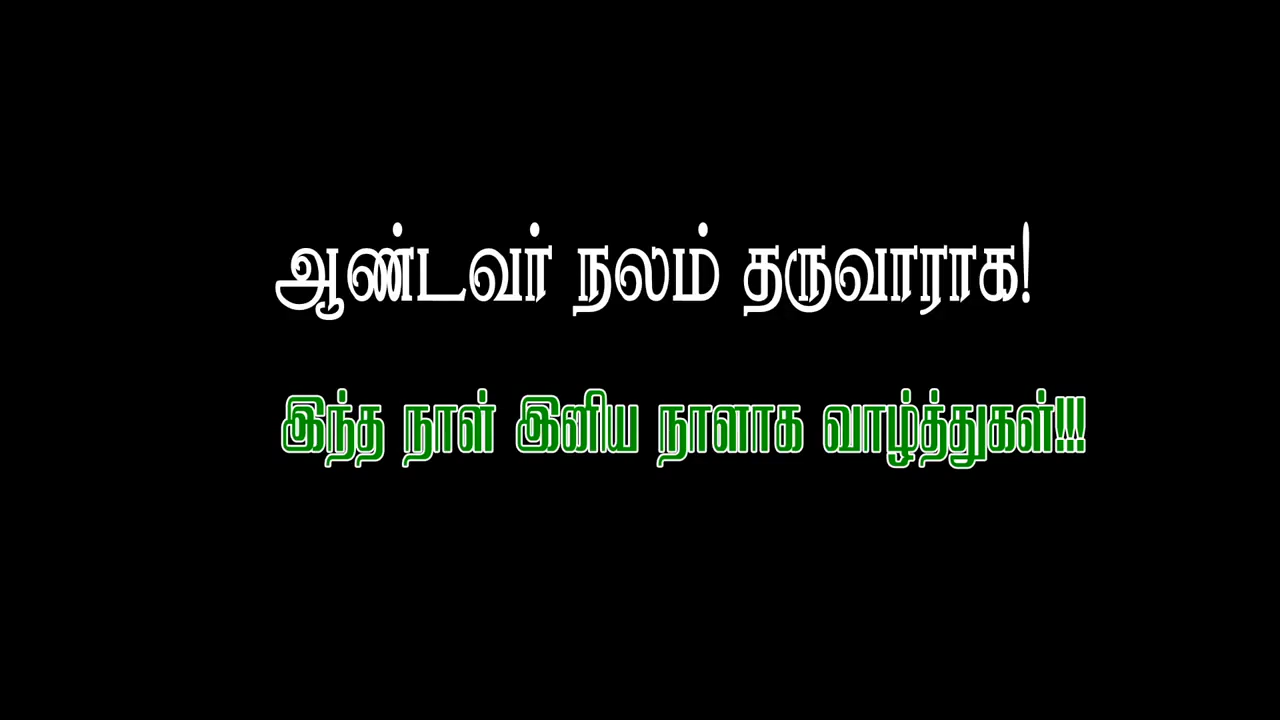 ஆண்டவர் நலம் தருவாராக!
இந்த நாள் இனிய நாளாக வாழ்த்துகள்!!!